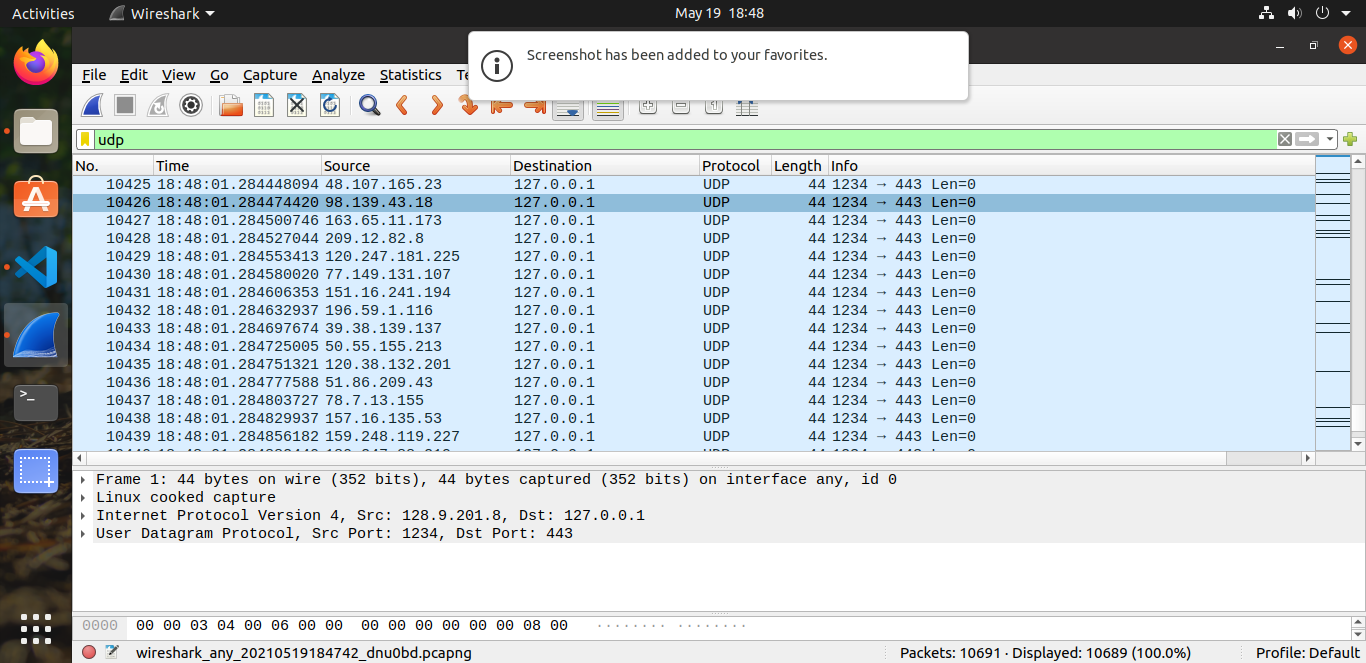 Activities Wireshark May 19 18:48
Screenshot has been added to your favorites.
File Edit View Go Capture Analyze Statistics
udp
No. Time Source Destination Protocol Length Info
10425 18:48:01.284448094 48.107.165.23 127.0.0.1 UDP 44 1234 → 443 Len=0
10426 18:48:01.284474420 98.139.43.18 127.0.0.1 UDP 44 1234 → 443 Len=0
10427 18:48:01.284500746 163.65.11.173 127.0.0.1 UDP 44 1234 → 443 Len=0
10428 18:48:01.284527044 209.12.82.8 127.0.0.1 UDP 44 1234 → 443 Len=0
10429 18:48:01.284553413 120.247.181.225 127.0.0.1 UDP 44 1234 → 443 Len=0
10430 18:48:01.284580020 77.149.131.107 127.0.0.1 UDP 44 1234 → 443 Len=0
10431 18:48:01.284606353 151.16.241.194 127.0.0.1 UDP 44 1234 → 443 Len=0
10432 18:48:01.284632937 196.59.1.116 127.0.0.1 UDP 44 1234 → 443 Len=0
10433 18:48:01.284697674 39.38.139.137 127.0.0.1 UDP 44 1234 → 443 Len=0
10434 18:48:01.284725005 50.55.155.213 127.0.0.1 UDP 44 1234 → 443 Len=0
10435 18:48:01.284751321 120.38.132.201 127.0.0.1 UDP 44 1234 → 443 Len=0
10436 18:48:01.284777588 51.86.209.43 127.0.0.1 UDP 44 1234 → 443 Len=0
10437 18:48:01.284803727 78.7.13.155 127.0.0.1 UDP 44 1234 → 443 Len=0
10438 18:48:01.284829937 157.16.135.53 127.0.0.1 UDP 44 1234 → 443 Len=0
10439 18:48:01.284856182 159.248.119.227 127.0.0.1 UDP 44 1234 → 443 Len=0
Frame 1: 44 bytes on wire (352 bits), 44 bytes captured (352 bits) on interface any, id 0
Linux cooked capture
Internet Protocol Version 4, Src: 128.9.201.8, Dst: 127.0.0.1
User Datagram Protocol, Src Port: 1234, Dst Port: 443
0000 00 00 03 04 00 06 00 00 00 00 00 00 00 00 08 00 ········ ········
wireshark_any_20210519184742_dnu0bd.pcapng Packets: 10691 · Displayed: 10689 (100.0%) Profile: Default